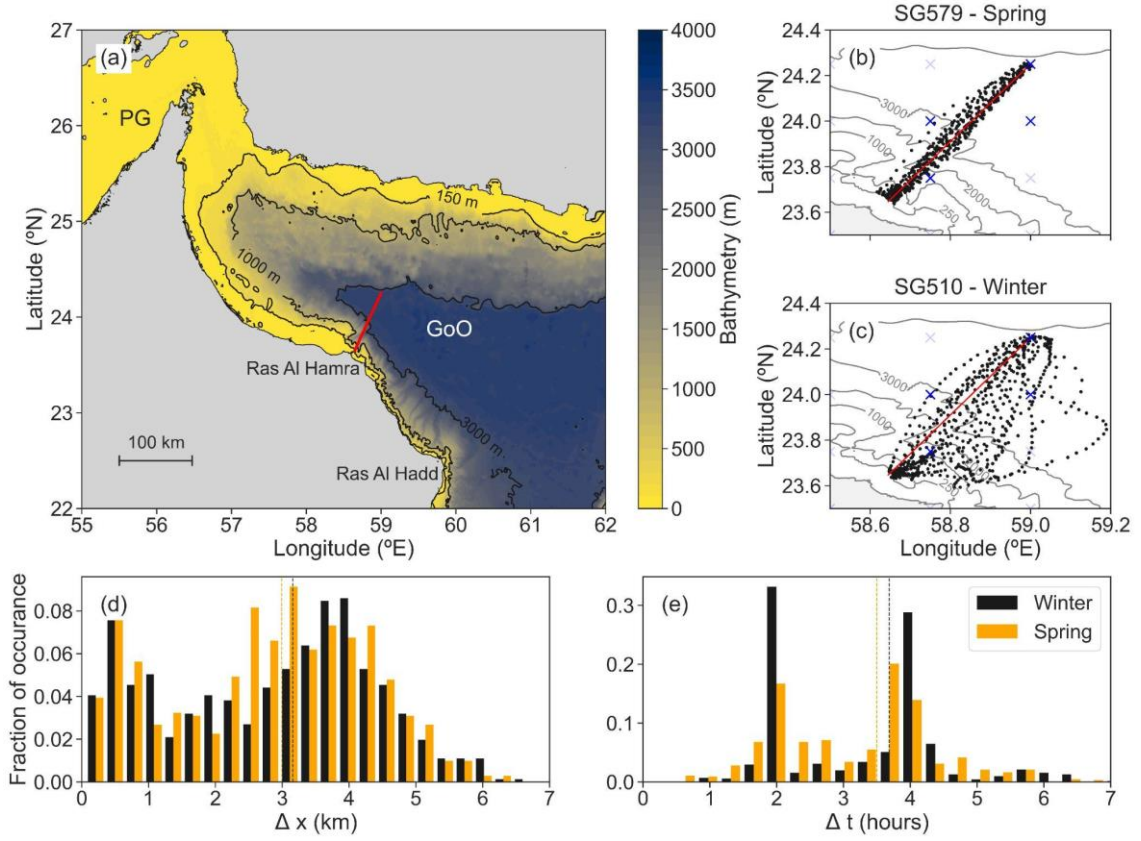 (a)
PG
GoO
150 m
1000 m
3000 m
Ras Al Hamra
Ras Al Hadd
100 km
27
26
25
24
23
22
Latitude (ºN)
55 56 57 58 59 60 61 62
Longitude (ºE)
4000
3500
3000
2500
2000
1500
1000
500
0
Bathymetry (m)
SG579 - Spring
(b)
24.4
24.2
24.0
23.8
23.6
Latitude (ºN)
3000
1000
2000
250
SG510 - Winter
(c)
24.4
24.2
24.0
23.8
23.6
Latitude (ºN)
3000
1000
2000
250
58.6 58.8 59.0 59.2
Longitude (ºE)
(d)
0.08
0.06
0.04
0.02
0.00
Fraction of occurance
0 1 2 3 4 5 6 7
Δ x (km)
(e)
0.3
0.2
0.1
0.0
0 1 2 3 4 5 6 7
Δ t (hours)
Winter
Spring